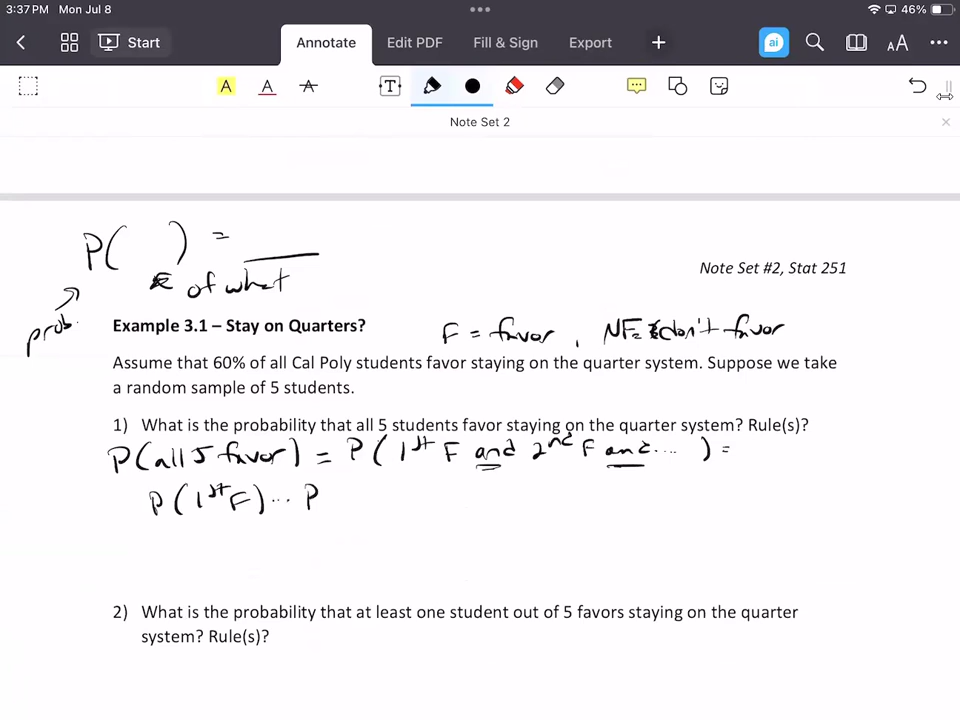 3:37 PM Mon Jul 8 46%
Start Annotate Edit PDF Fill & Sign Export + ai AA
A A A T
Note Set 2
P( ) =
of what
prob.
Note Set #2, Stat 251
Example 3.1 – Stay on Quarters?
F = favor , NF = don't favor
Assume that 60% of all Cal Poly students favor staying on the quarter system. Suppose we take
a random sample of 5 students.
1) What is the probability that all 5 students favor staying on the quarter system? Rule(s)?
P(all 5 favor) = P(1st F and 2nd F and ... ) =
P(1st F) ... P
2) What is the probability that at least one student out of 5 favors staying on the quarter
system? Rule(s)?